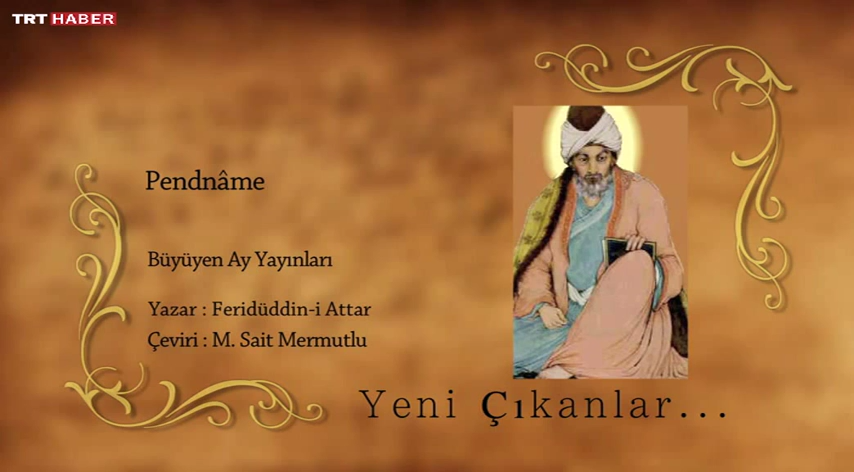 TRT HABER
Pendnâme
Büyüyen Ay Yayınları
Yazar : Feridüddin-i Attar
Çeviri : M. Sait Mermutlu
Yeni Çıkanlar...